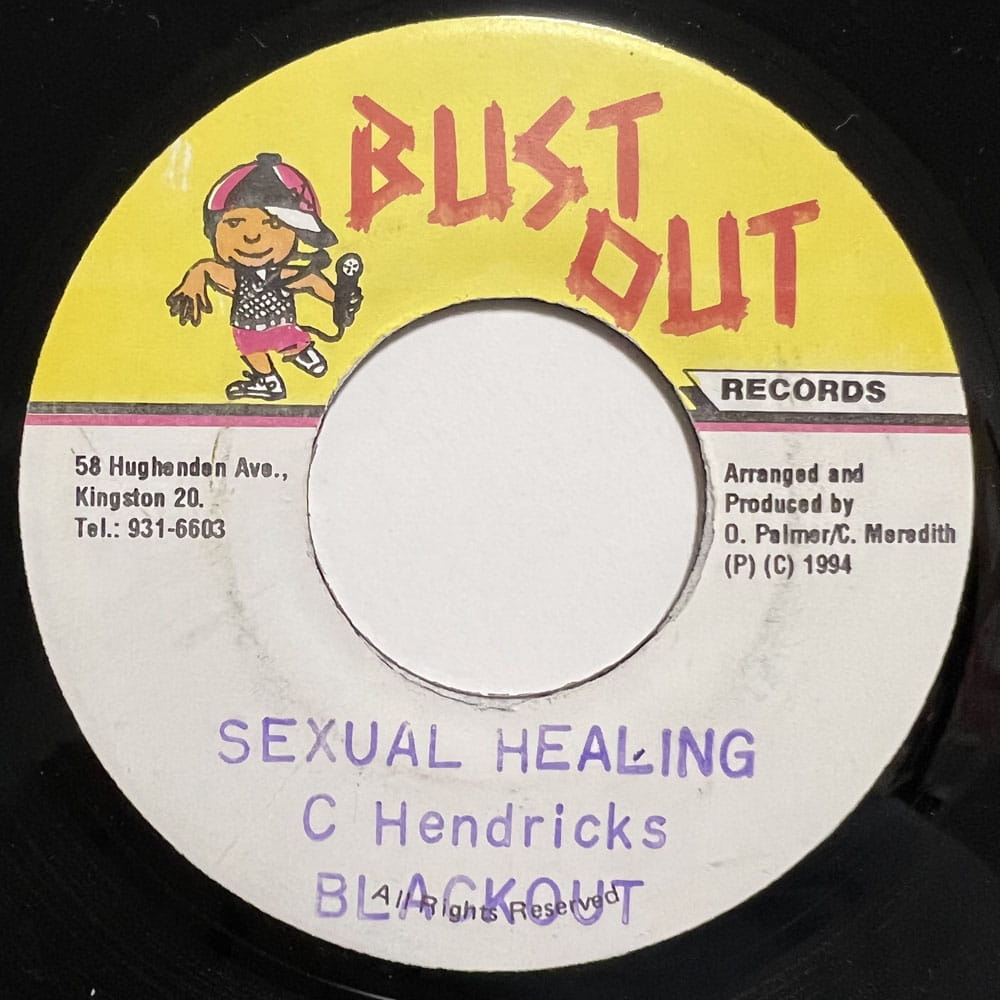 BUST
OUT
RECORDS
58 Hughenden Ave.,
Kingston 20.
Tel.: 931-6603
Arranged and
Produced by
O. Palmer/C. Meredith
(P) (C) 1994
SEXUAL HEALING
C Hendricks
BLACKOUT
All Rights Reserved